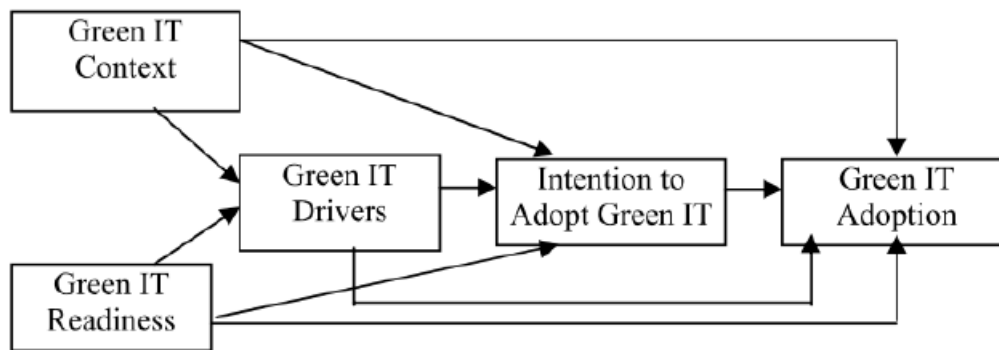 Green IT
Context
Green IT
Drivers
Intention to
Adopt Green IT
Green IT
Adoption
Green IT
Readiness